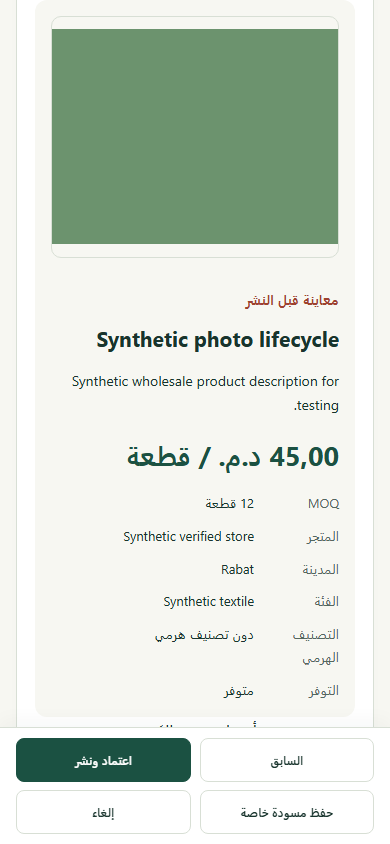 معاينة قبل النشر
Synthetic photo lifecycle
Synthetic wholesale product description for
testing.
45,00 د.م. / قطعة
MOQ 12 قطعة
المتجر Synthetic verified store
المدينة Rabat
الفئة Synthetic textile
التصنيف الهرمي دون تصنيف هرمي
التوفر متوفر
السابق
اعتماد ونشر
حفظ مسودة خاصة
إلغاء